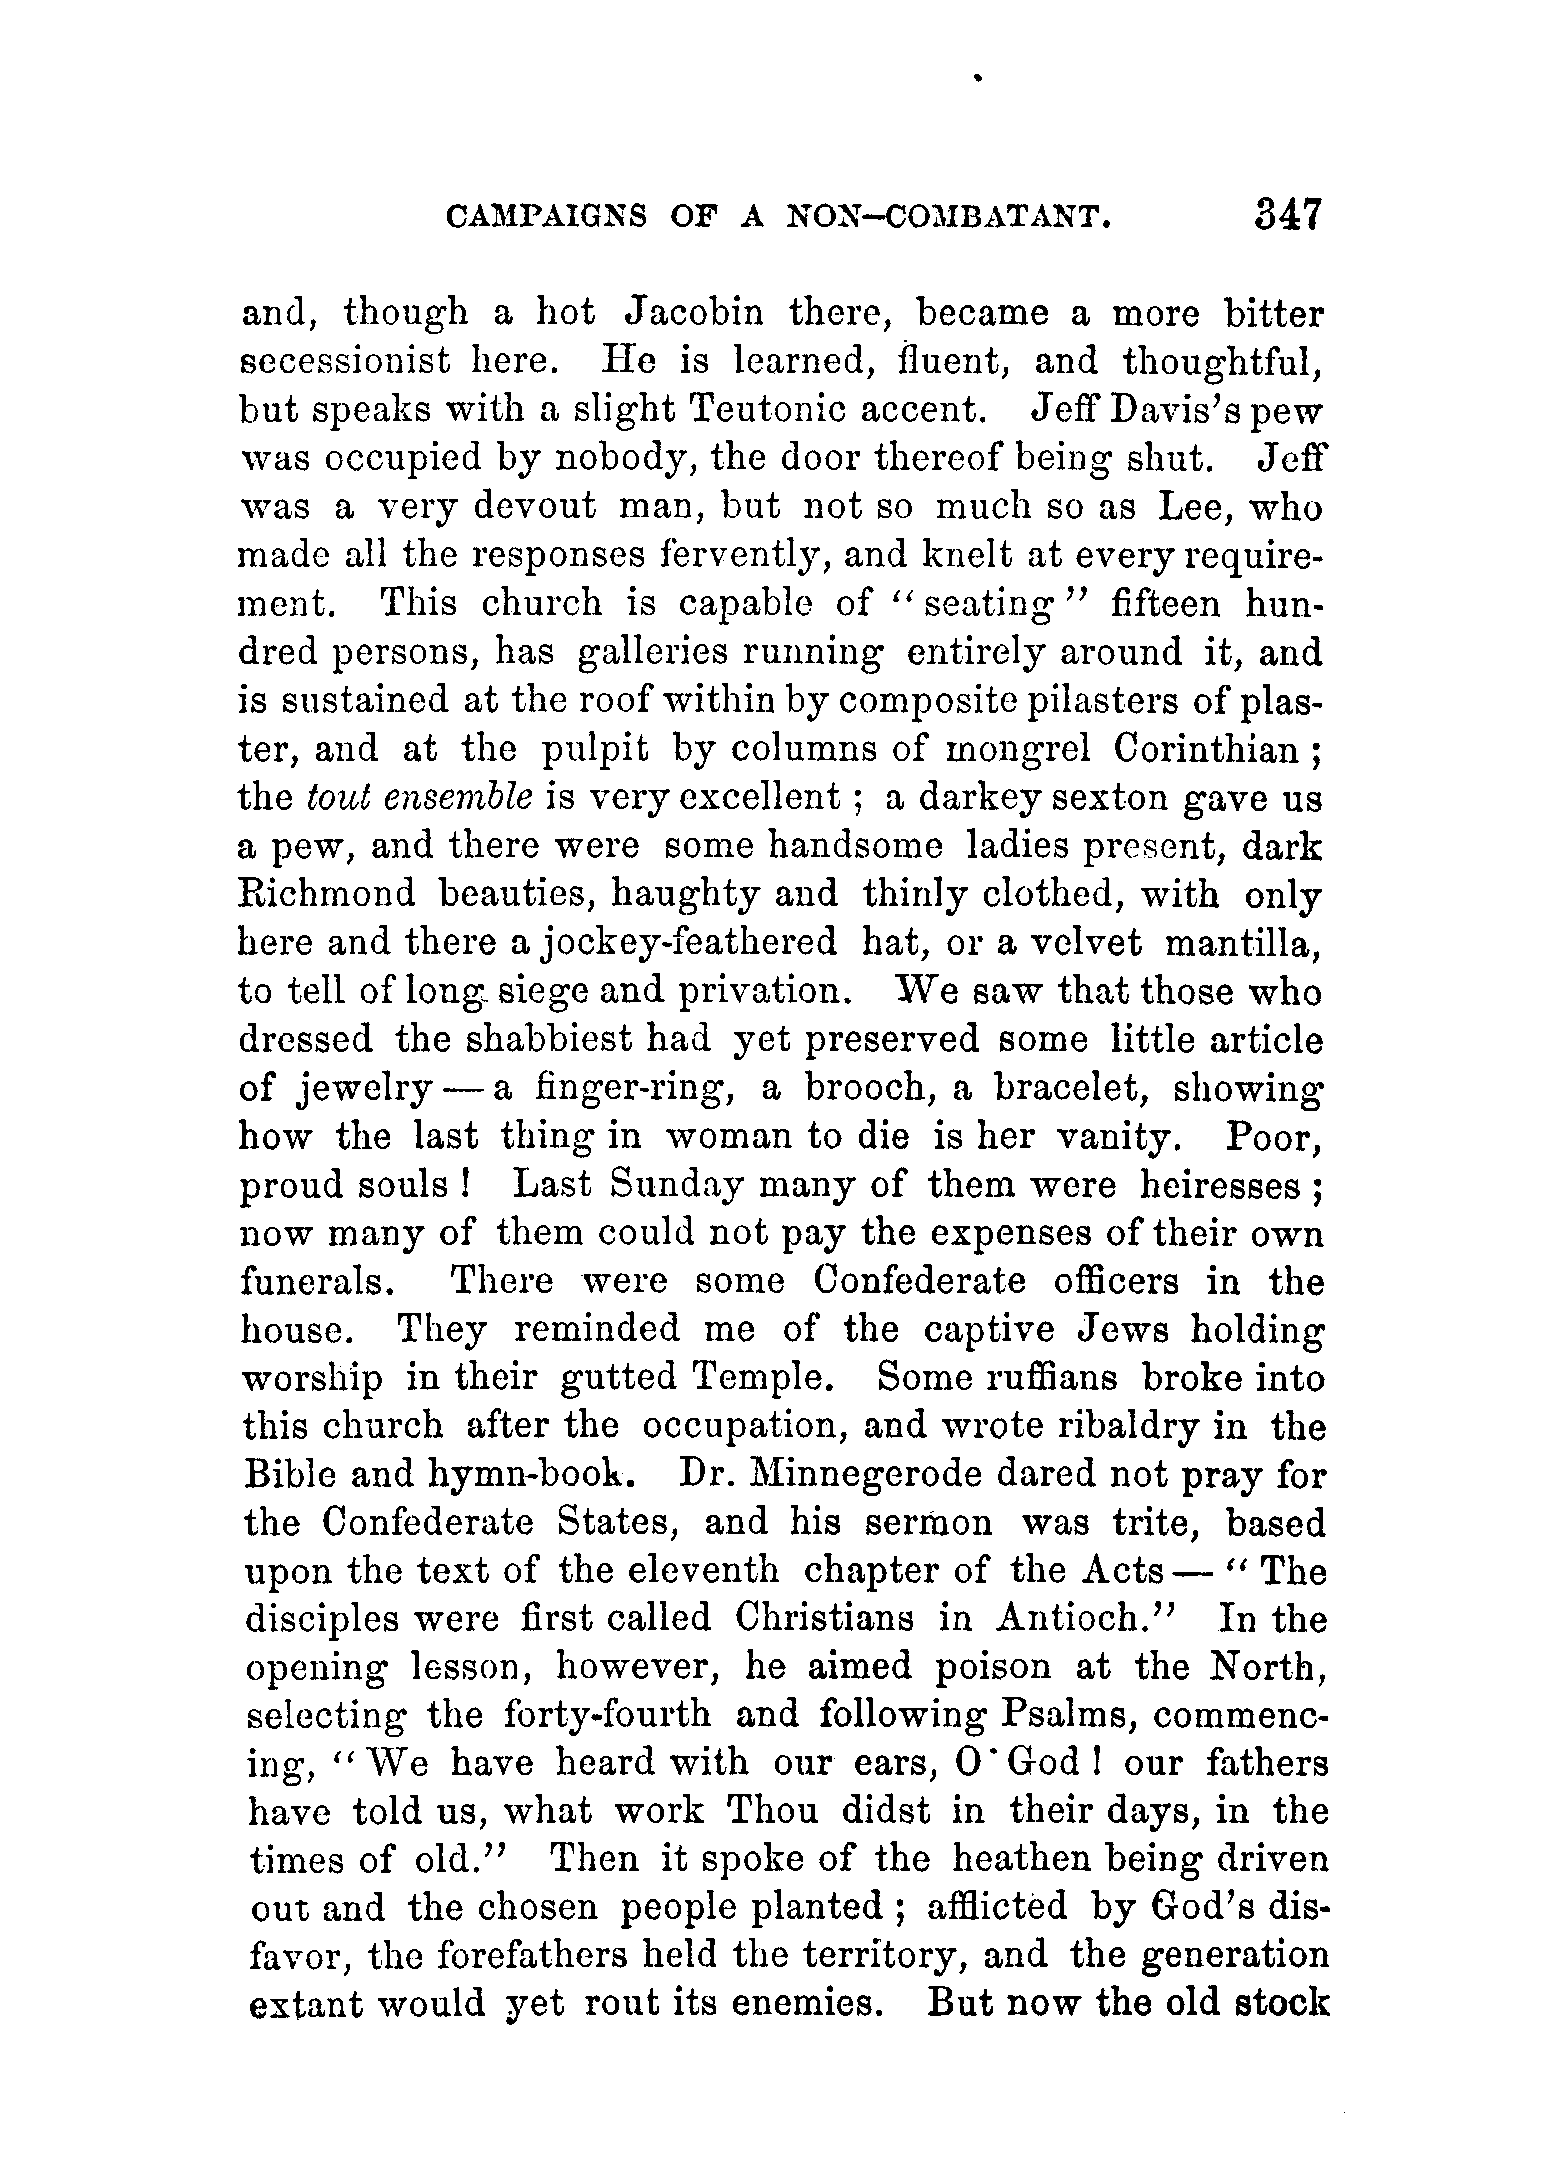 CAMPAIGNS OF A NON-COMBATANT. 347
and, though a hot Jacobin there, became a more bitter
secessionist here. He is learned, fluent, and thoughtful,
but speaks with a slight Teutonic accent. Jeff Davis's pew
was occupied by nobody, the door thereof being shut. Jeff
was a very devout man, but not so much so as Lee, who
made all the responses fervently, and knelt at every require-
ment. This church is capable of "seating" fifteen hun-
dred persons, has galleries running entirely around it, and
is sustained at the roof within by composite pilasters of plas-
ter, and at the pulpit by columns of mongrel Corinthian;
the tout ensemble is very excellent; a darkey sexton gave us
a pew, and there were some handsome ladies present, dark
Richmond beauties, haughty and thinly clothed, with only
here and there a jockey-feathered hat, or a velvet mantilla,
to tell of long siege and privation. We saw that those who
dressed the shabbiest had yet preserved some little article
of jewelry — a finger-ring, a brooch, a bracelet, showing
how the last thing in woman to die is her vanity. Poor,
proud souls! Last Sunday many of them were heiresses;
now many of them could not pay the expenses of their own
funerals. There were some Confederate officers in the
house. They reminded me of the captive Jews holding
worship in their gutted Temple. Some ruffians broke into
this church after the occupation, and wrote ribaldry in the
Bible and hymn-book. Dr. Minnegerode dared not pray for
the Confederate States, and his sermon was trite, based
upon the text of the eleventh chapter of the Acts — "The
disciples were first called Christians in Antioch." In the
opening lesson, however, he aimed poison at the North,
selecting the forty-fourth and following Psalms, commenc-
ing, "We have heard with our ears, O God! our fathers
have told us, what work Thou didst in their days, in the
times of old." Then it spoke of the heathen being driven
out and the chosen people planted; afflicted by God's dis-
favor, the forefathers held the territory, and the generation
extant would yet rout its enemies. But now the old stock